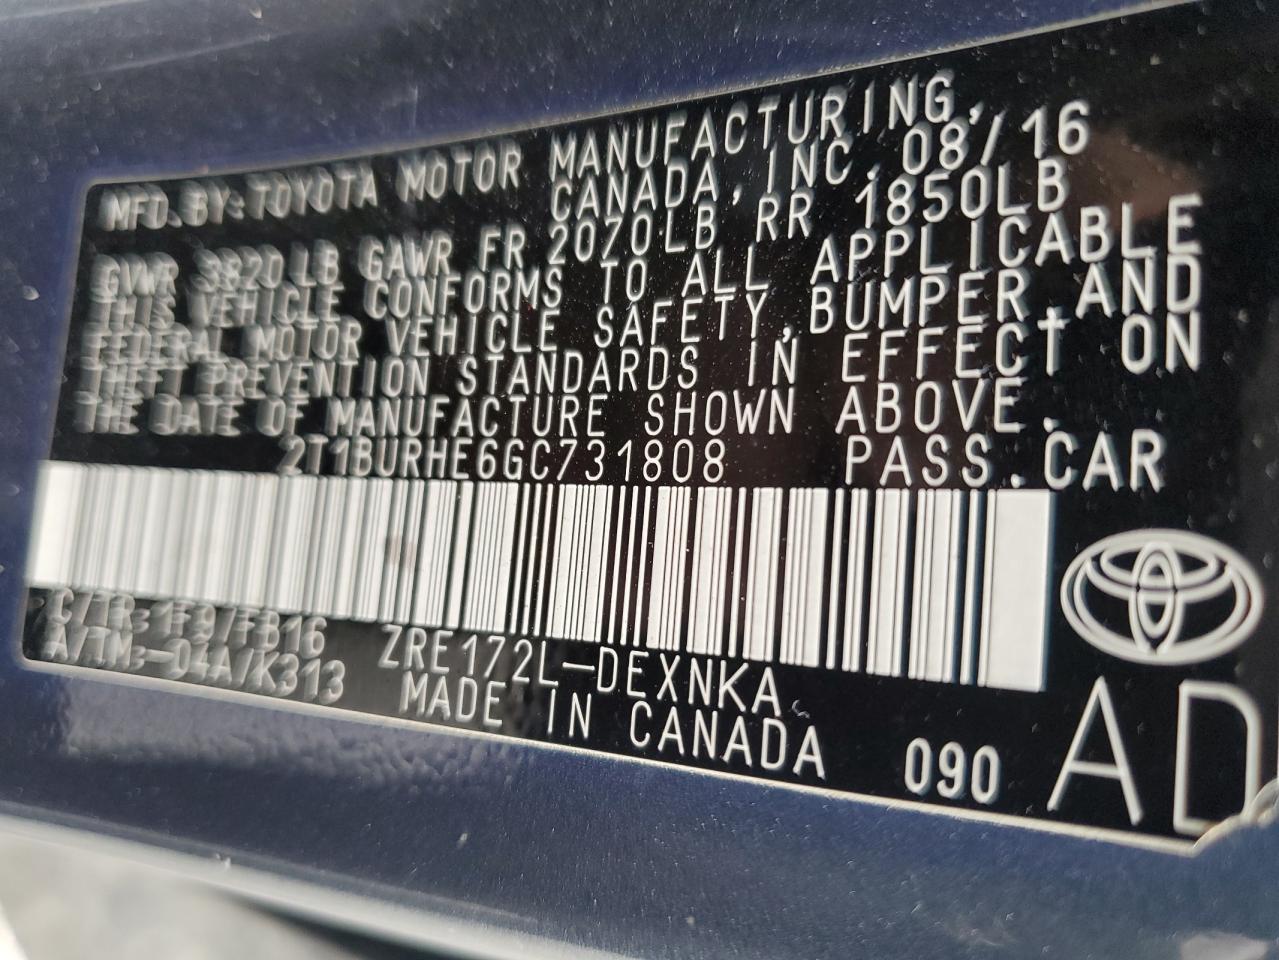 MFD.BY:TOYOTA MOTOR MANUFACTURING,
CANADA,INC.08/16
GVWR 3820LB GAWR FR 2070LB RR 1850LB
THIS VEHICLE CONFORMS TO ALL APPLICABLE
FEDERAL MOTOR VEHICLE SAFETY,BUMPER,AND
THEFT PREVENTION STANDARDS IN EFFECT ON
THE DATE OF MANUFACTURE SHOWN ABOVE.
2T1BURHE6GC731808 PASS.CAR
C/TR:1F9/FB16 ZRE172L-DEXNKA
A/TM:-04A/K313 MADE IN CANADA
090 AD